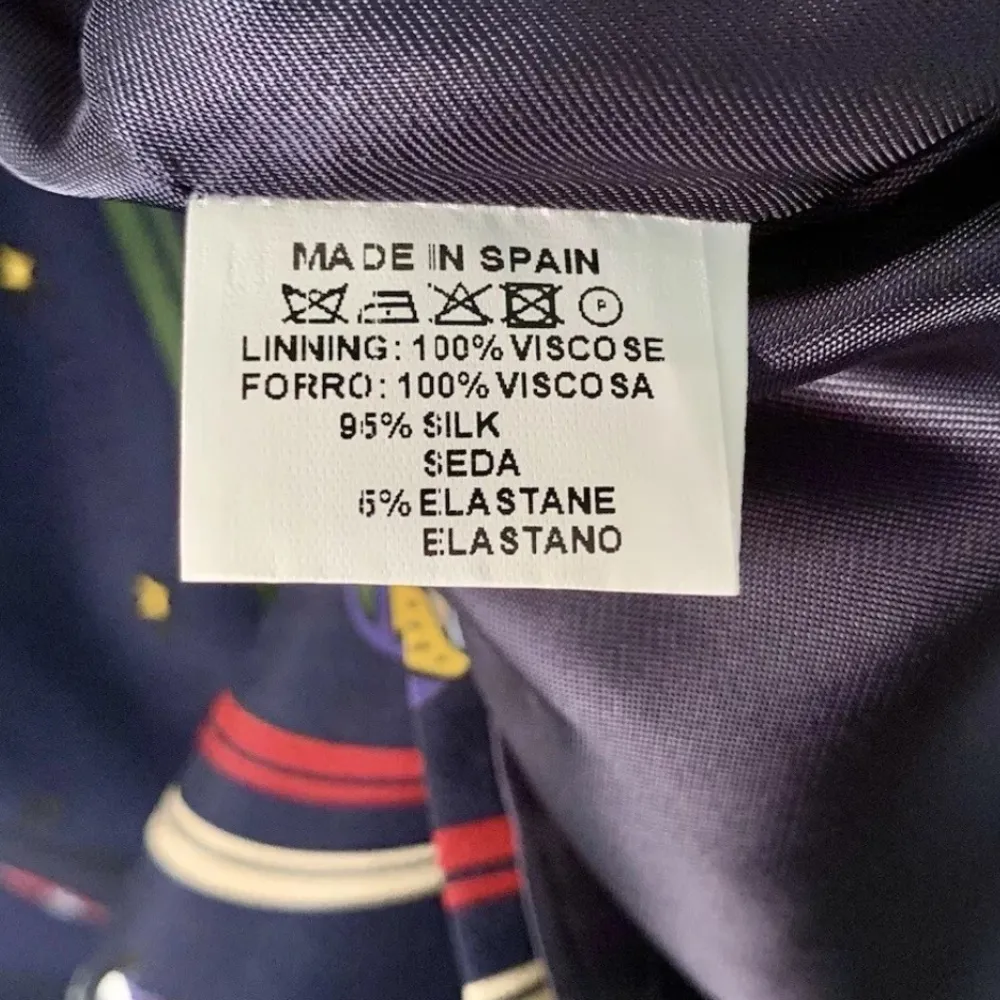 MADE IN SPAIN
P
LINNING: 100% VISCOSE
FORRO: 100% VISCOSA
95% SILK
SEDA
5% ELASTANE
ELASTANO